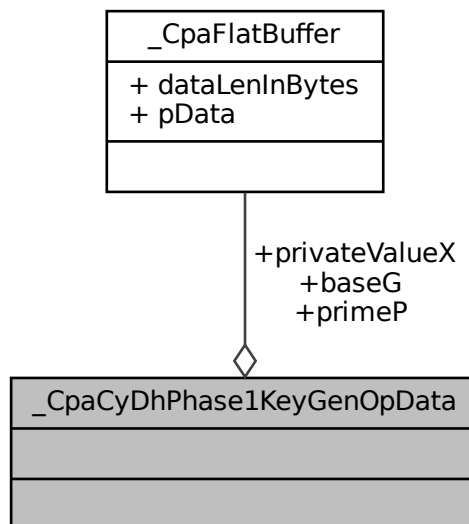 _CpaFlatBuffer
+ dataLenInBytes
+ pData
+privateValueX
+baseG
+primeP
_CpaCyDhPhase1KeyGenOpData